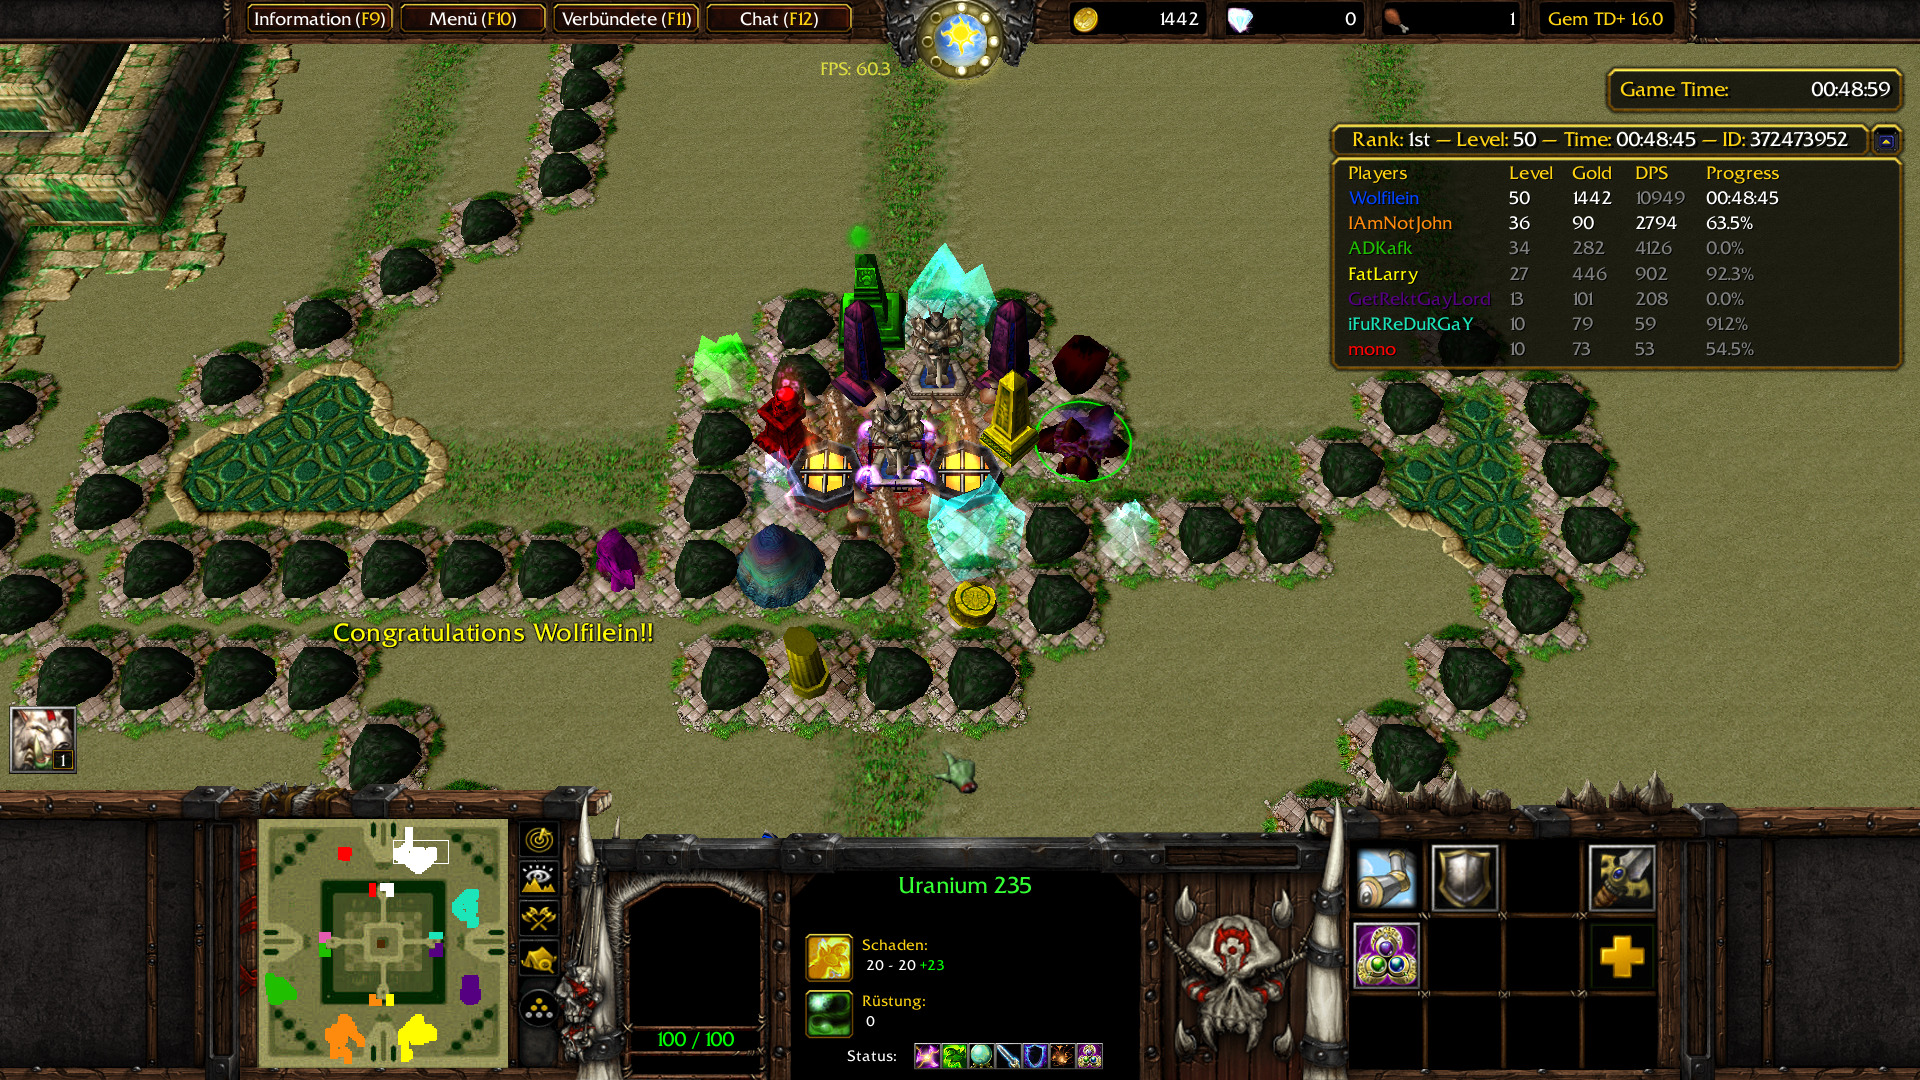 Information (F9) Menü (F10) Verbündete (F11) Chat (F12) 1442 0 1 Gem TD+ 16.0
FPS: 60.3
Game Time: 00:48:59
Rank: 1st — Level: 50 — Time: 00:48:45 — ID: 372473952
Players Level Gold DPS Progress
Wolfilein 50 1442 10949 00:48:45
IAmNotJohn 36 90 2794 63.5%
ADKafk 34 282 4126 0.0%
FatLarry 27 446 902 92.3%
GetRektGayLord 13 101 208 0.0%
iFuRReDuRGaY 10 79 59 91.2%
mono 10 73 53 54.5%
Congratulations Wolfilein!!
1
Uranium 235
Schaden:
20 - 20 +23
Rüstung:
0
100 / 100
Status: